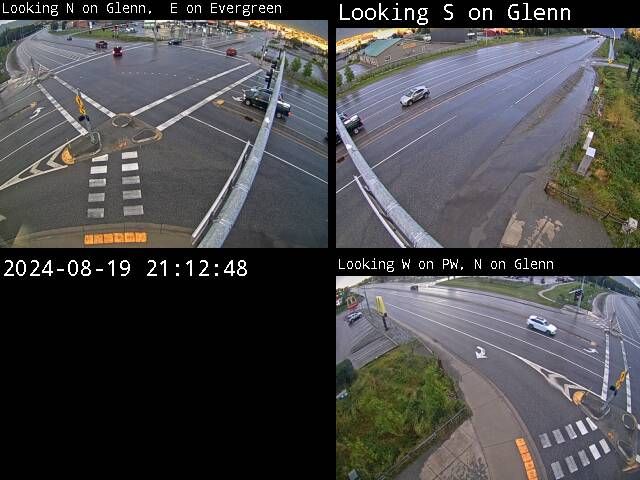 Looking N on Glenn,  E on Evergreen
Looking S on Glenn
2024-08-19 21:12:48
Looking W on PW, N on Glenn